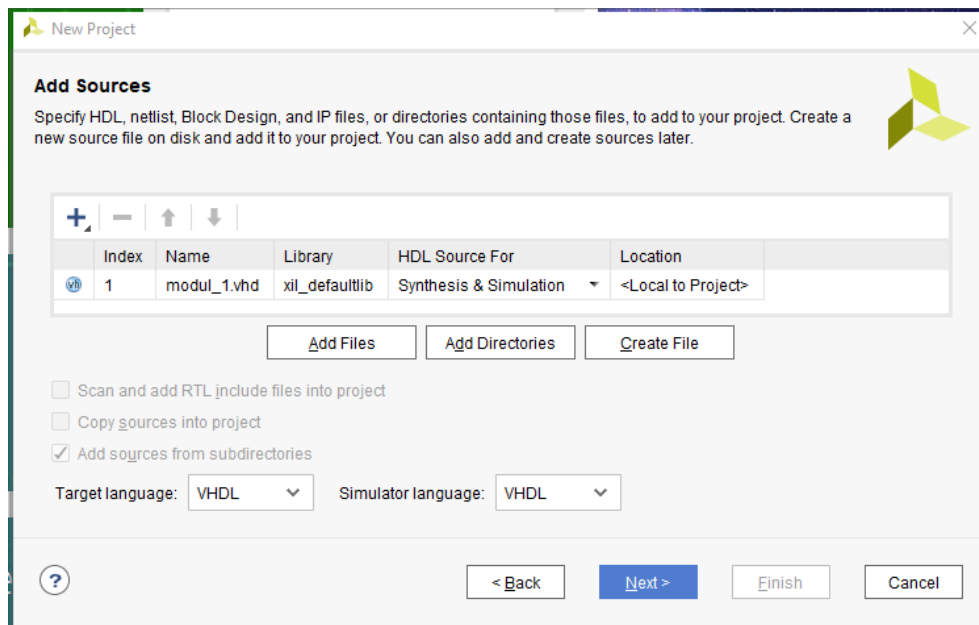 New Project
Add Sources
Specify HDL, netlist, Block Design, and IP files, or directories containing those files, to add to your project. Create a
new source file on disk and add it to your project. You can also add and create sources later.
Index Name Library HDL Source For Location
vh 1 modul_1.vhd xil_defaultlib Synthesis & Simulation <Local to Project>
Add Files Add Directories Create File
Scan and add RTL include files into project
Copy sources into project
Add sources from subdirectories
Target language: VHDL Simulator language: VHDL
? < Back Next > Finish Cancel